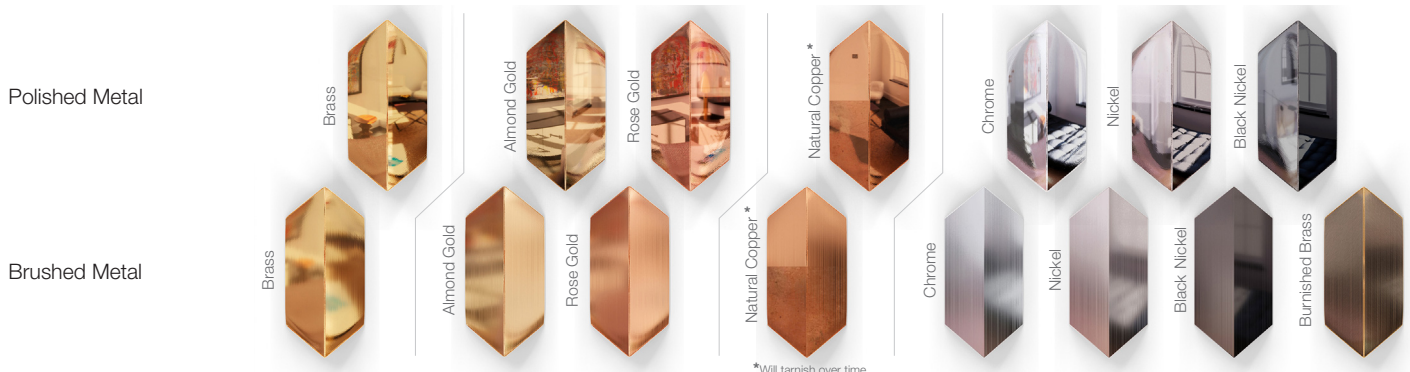 Polished Metal
Brass
Almond Gold
Rose Gold
Natural Copper *
Chrome
Nickel
Black Nickel
Brushed Metal
Brass
Almond Gold
Rose Gold
Natural Copper *
Chrome
Nickel
Black Nickel
Burnished Brass
*Will tarnish over time